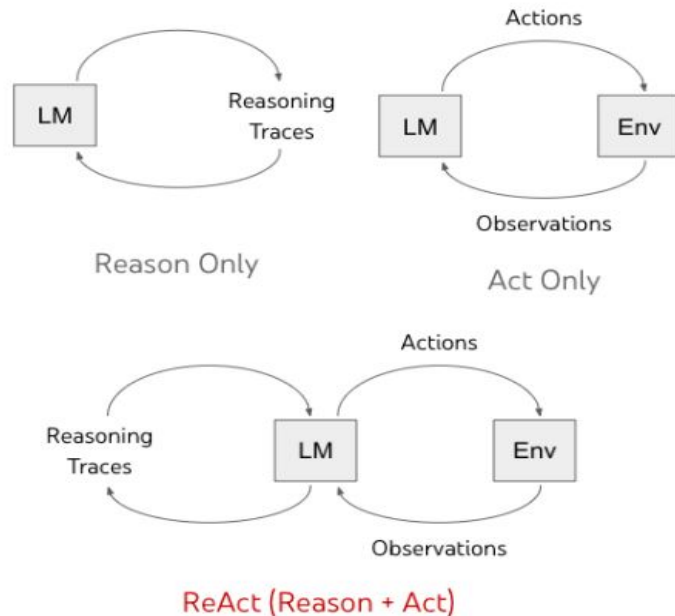 Actions
LM
Reasoning
Traces
LM
Env
Observations
Reason Only
Act Only
Actions
Reasoning
Traces
LM
Env
Observations
ReAct (Reason + Act)